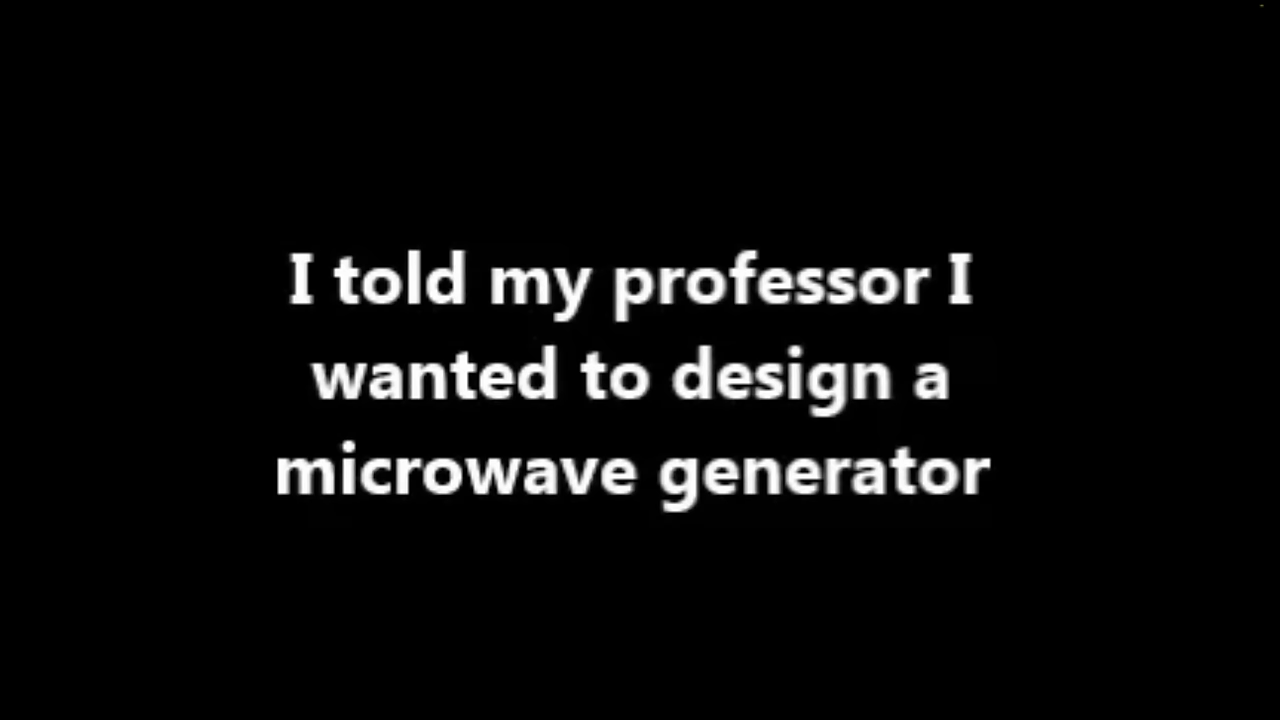 I told my professor I
wanted to design a
microwave generator